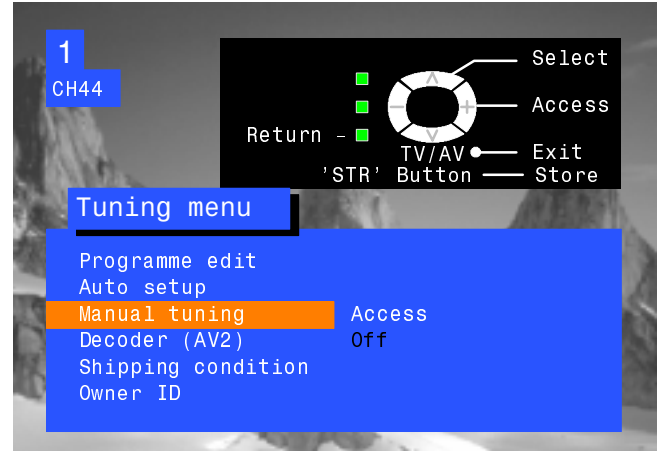 1
CH44
Select
Access
Return
TV/AV Exit
'STR' Button Store
Tuning menu
Programme edit
Auto setup
Manual tuning Access
Decoder (AV2) Off
Shipping condition
Owner ID